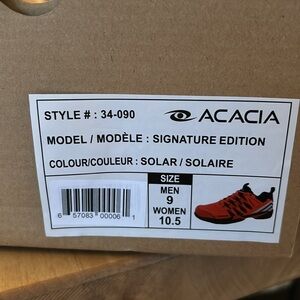 STYLE # : 34-090
ACACIA
MODEL / MODÈLE : SIGNATURE EDITION
COLOUR/COULEUR : SOLAR / SOLAIRE
SIZE
MEN
9
WOMEN
10.5
6 57083 00006 1